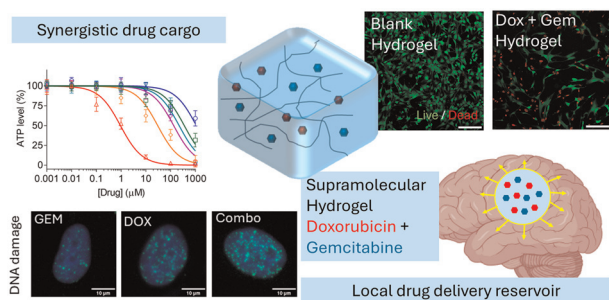 Synergistic drug cargo
ATP level (%)
100
75
50
25
0
0.001 0.01 0.1 1 10 100 1000
[Drug] (μM)
Blank
Hydrogel
Live / Dead
Dox + Gem
Hydrogel
DNA damage
GEM
DOX
Combo
10 μm
10 μm
10 μm
Supramolecular
Hydrogel
Doxorubicin +
Gemcitabine
Local drug delivery reservoir